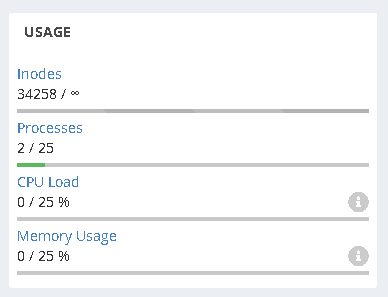 USAGE
Inodes
34258 / ∞
Processes
2 / 25
CPU Load
0 / 25 %
Memory Usage
0 / 25 %